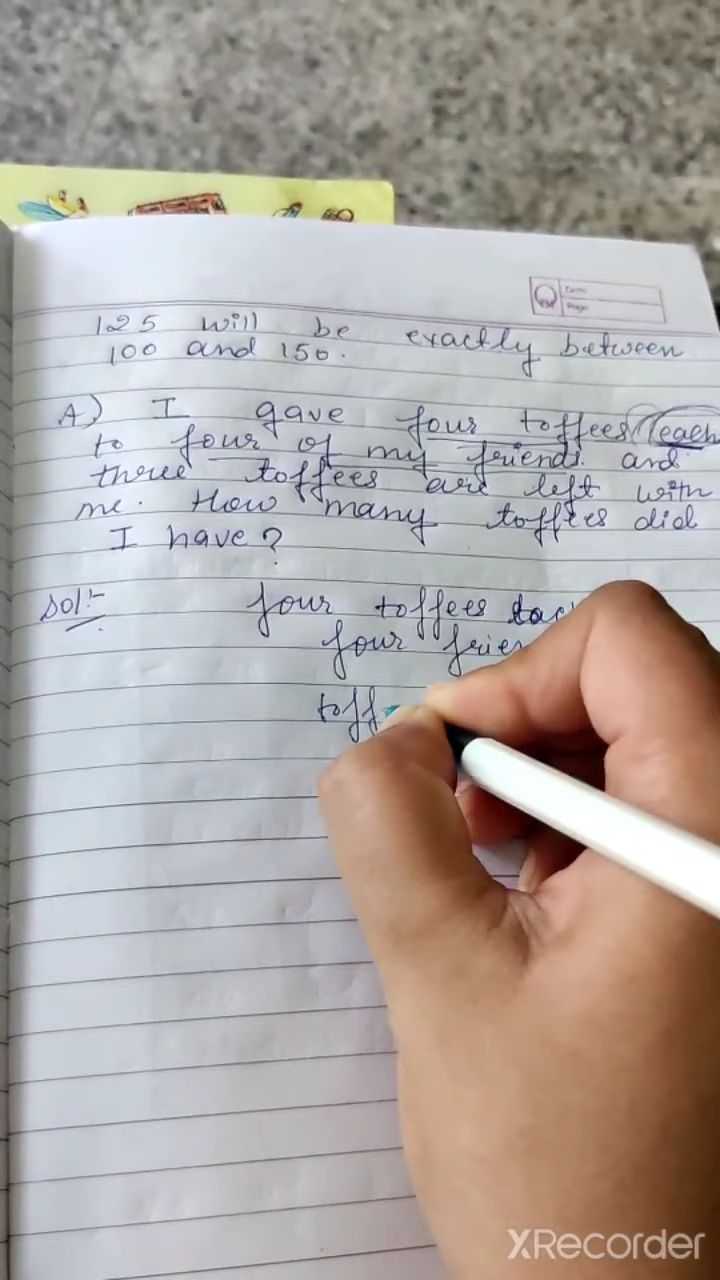 125 will be exactly between
100 and 150.
A) I gave four toffees (each
to four of my friends. and
three toffees are left with
me. How many toffees did
I have?
Sol:-
four toffees
four
toff
XRecorder